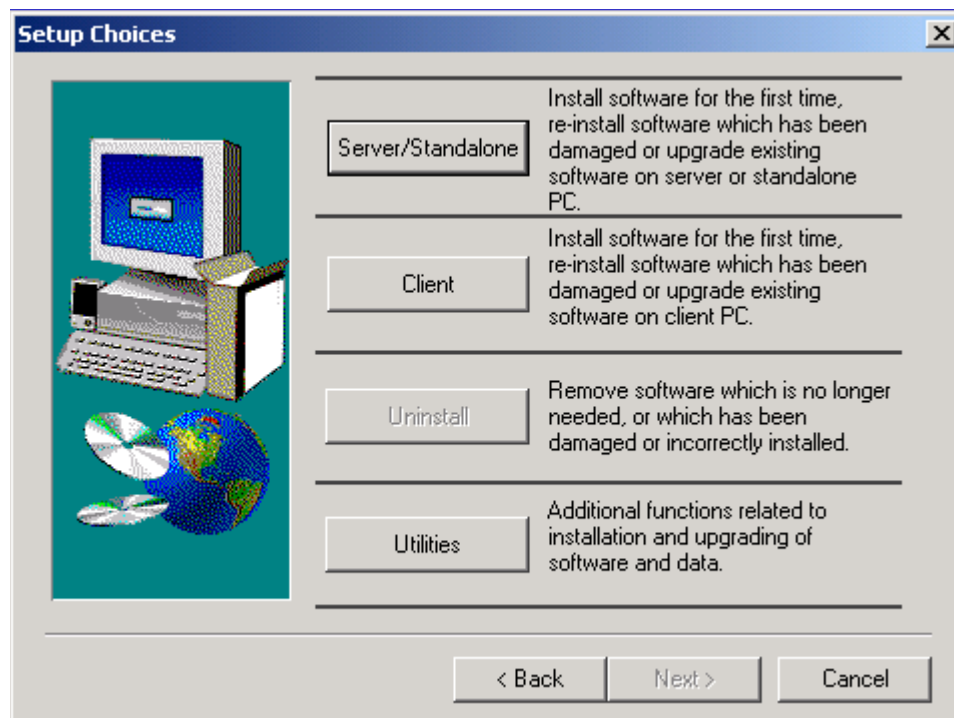 Setup Choices
Server/Standalone
Install software for the first time,
re-install software which has been
damaged or upgrade existing
software on server or standalone
PC.
Client
Install software for the first time,
re-install software which has been
damaged or upgrade existing
software on client PC.
Uninstall
Remove software which is no longer
needed, or which has been
damaged or incorrectly installed.
Utilities
Additional functions related to
installation and upgrading of
software and data.
< Back
Next >
Cancel